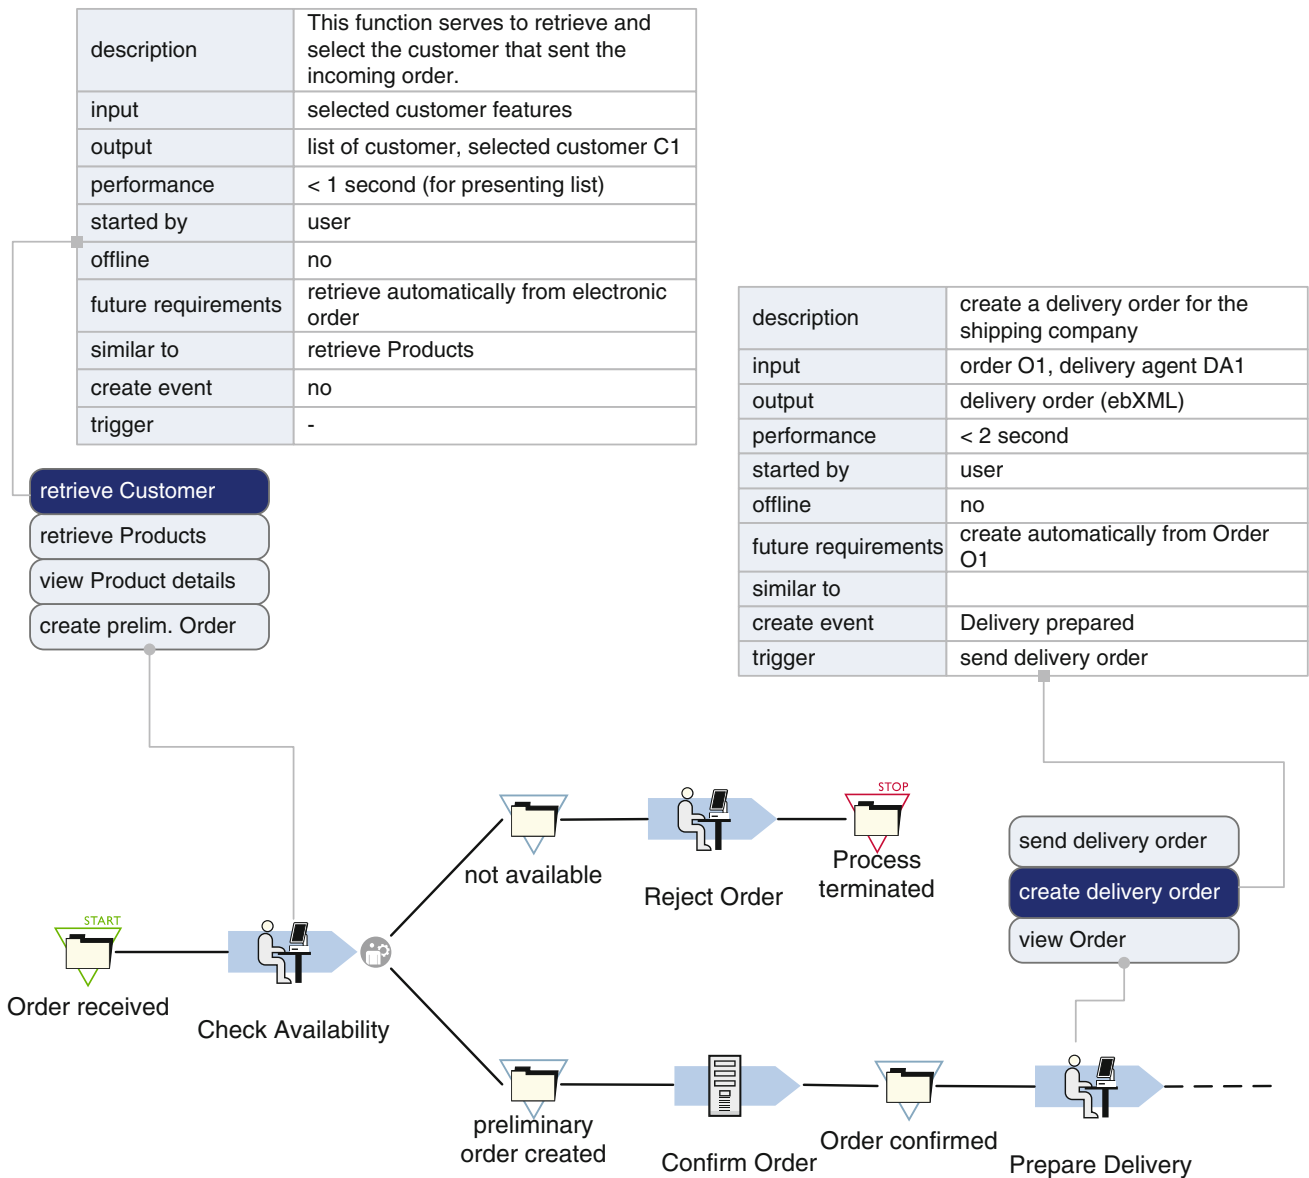 description
This function serves to retrieve and
select the customer that sent the
incoming order.
input
selected customer features
output
list of customer, selected customer C1
performance
< 1 second (for presenting list)
started by
user
offline
no
future requirements
retrieve automatically from electronic
order
similar to
retrieve Products
create event
no
trigger
-
description
create a delivery order for the
shipping company
input
order O1, delivery agent DA1
output
delivery order (ebXML)
performance
< 2 second
started by
user
offline
no
future requirements
create automatically from Order
O1
similar to
create event
Delivery prepared
trigger
send delivery order
retrieve Customer
retrieve Products
view Product details
create prelim. Order
send delivery order
create delivery order
view Order
START
Order received
Check Availability
not available
Reject Order
STOP
Process
terminated
preliminary
order created
Confirm Order
Order confirmed
Prepare Delivery